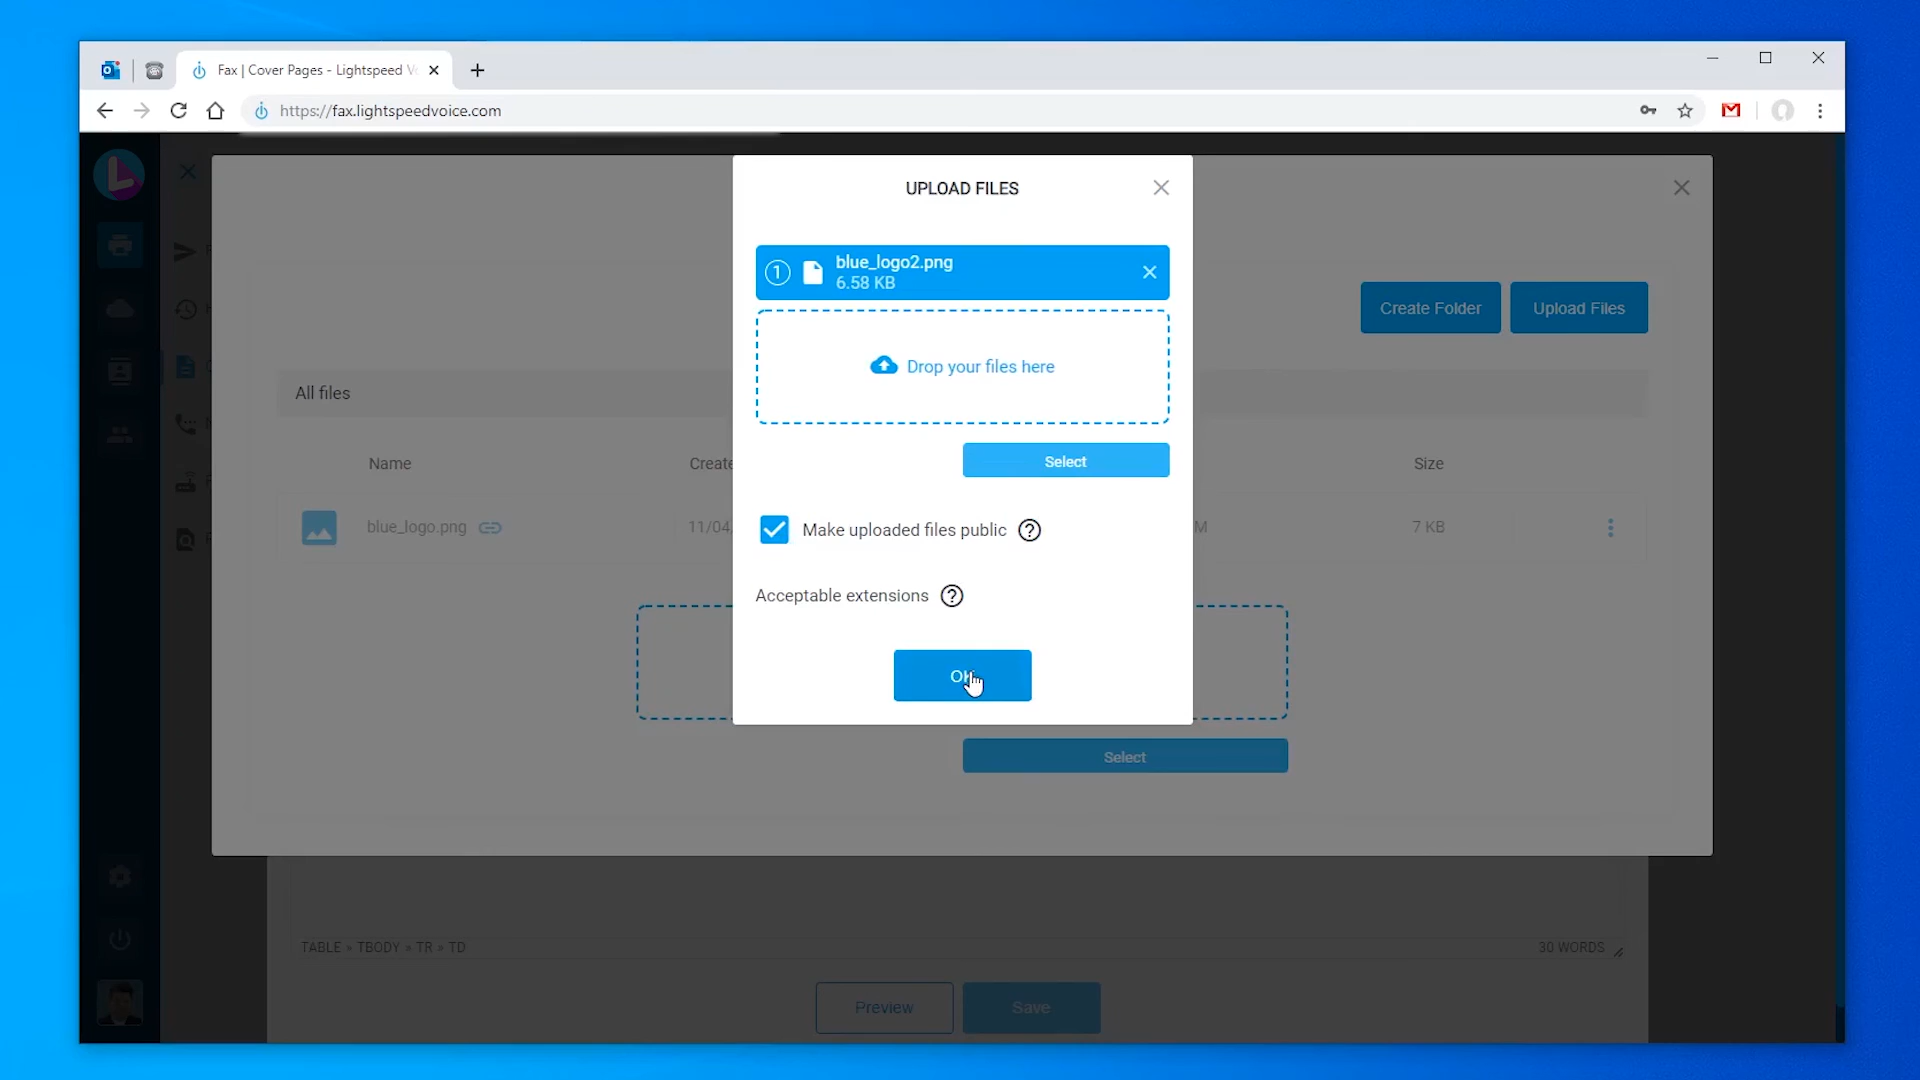 Fax | Cover Pages - Lightspeed V
https://fax.lightspeedvoice.com
UPLOAD FILES
1
blue_logo2.png
6.58 KB
Create Folder
Upload Files
Drop your files here
All files
Select
Name
Create
Size
blue_logo.png
11/04,
M
7 KB
Make uploaded files public
Acceptable extensions
Select
TABLE » TBODY » TR » TD
30 WORDS
Preview
Save